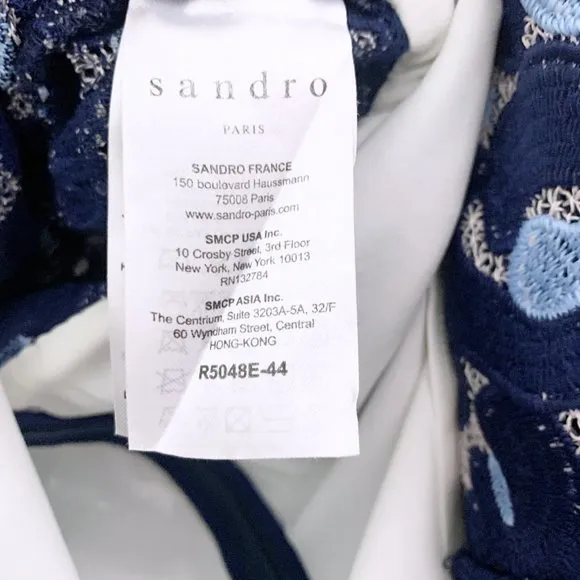 sandro
PARIS
SANDRO FRANCE
150 boulevard Haussmann
75008 Paris
www.sandro-paris.com
SMCP USA Inc.
10 Crosby Street, 3rd Floor
New York, New York 10013
RN132784
SMCP ASIA Inc.
The Centrium, Suite 3203A-5A, 32/F
60 Wyndham Street, Central
HONG-KONG
R5048E-44